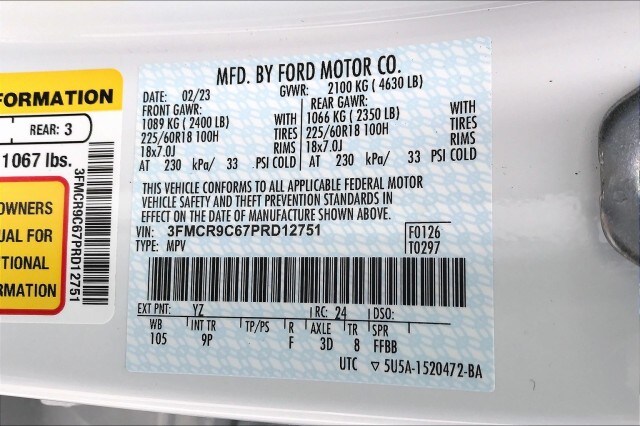 FORMATION
REAR: 3
1067 lbs.
OWNERS
UAL FOR
TIONAL
RMATION
3FMCR9C67PRD12751
MFD. BY FORD MOTOR CO.
DATE: 02/23 GVWR: 2100 KG ( 4630 LB)
FRONT GAWR: REAR GAWR:
1089 KG ( 2400 LB) WITH 1066 KG ( 2350 LB) WITH
225/60R18 100H TIRES 225/60R18 100H TIRES
18x7.0J RIMS 18x7.0J RIMS
AT 230 kPa/ 33 PSI COLD AT 230 kPa/ 33 PSI COLD
THIS VEHICLE CONFORMS TO ALL APPLICABLE FEDERAL MOTOR
VEHICLE SAFETY AND THEFT PREVENTION STANDARDS IN
EFFECT ON THE DATE OF MANUFACTURE SHOWN ABOVE.
VIN: 3FMCR9C67PRD12751 F0126
TYPE: MPV T0297
EXT PNT: YZ RC: 24 DSO:
WB INT TR TP/PS R AXLE TR SPR
105 9P F 3D 8 FFBB
UTC 5U5A-1520472-BA